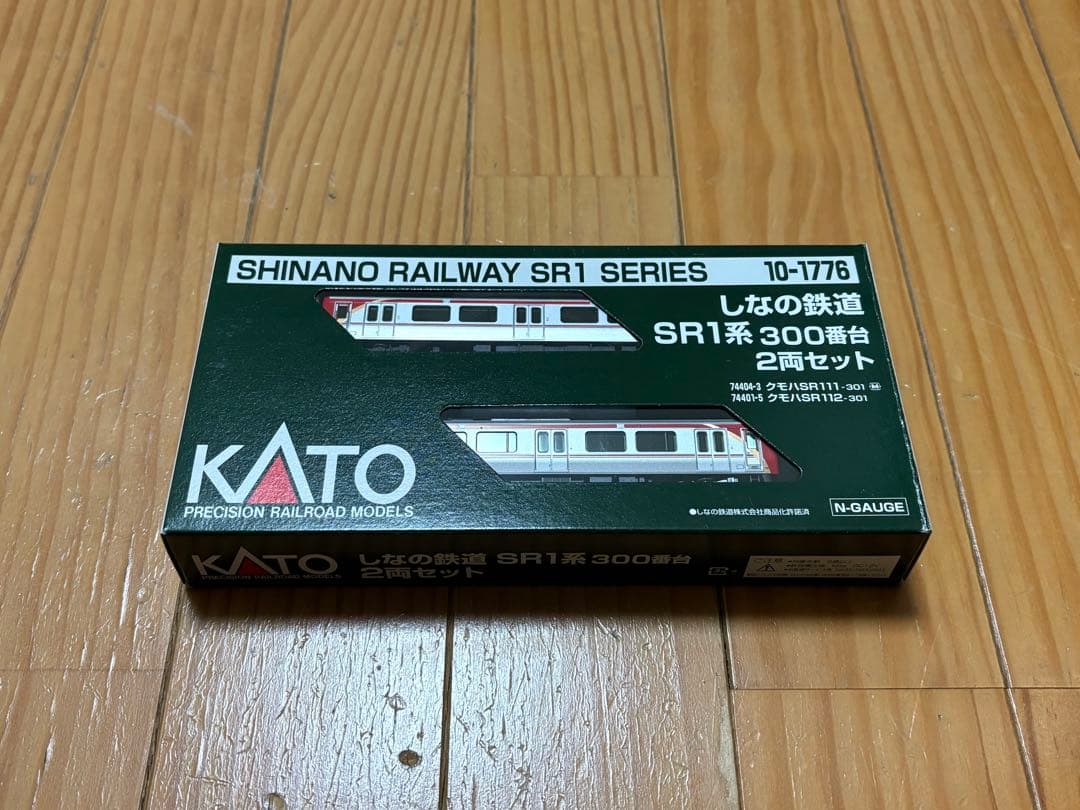 SHINANO RAILWAY SR1 SERIES 10-1776
しなの鉄道
SR1系 300番台
2両セット
74404-3 クモハSR111-301 M
74401-5 クモハSR112-301
KATO
PRECISION RAILROAD MODELS
●しなの鉄道株式会社商品化許諾済
N-GAUGE
KATO
PRECISION RAILROAD MODELS
しなの鉄道 SR1系 300番台
2両セット
ご注意